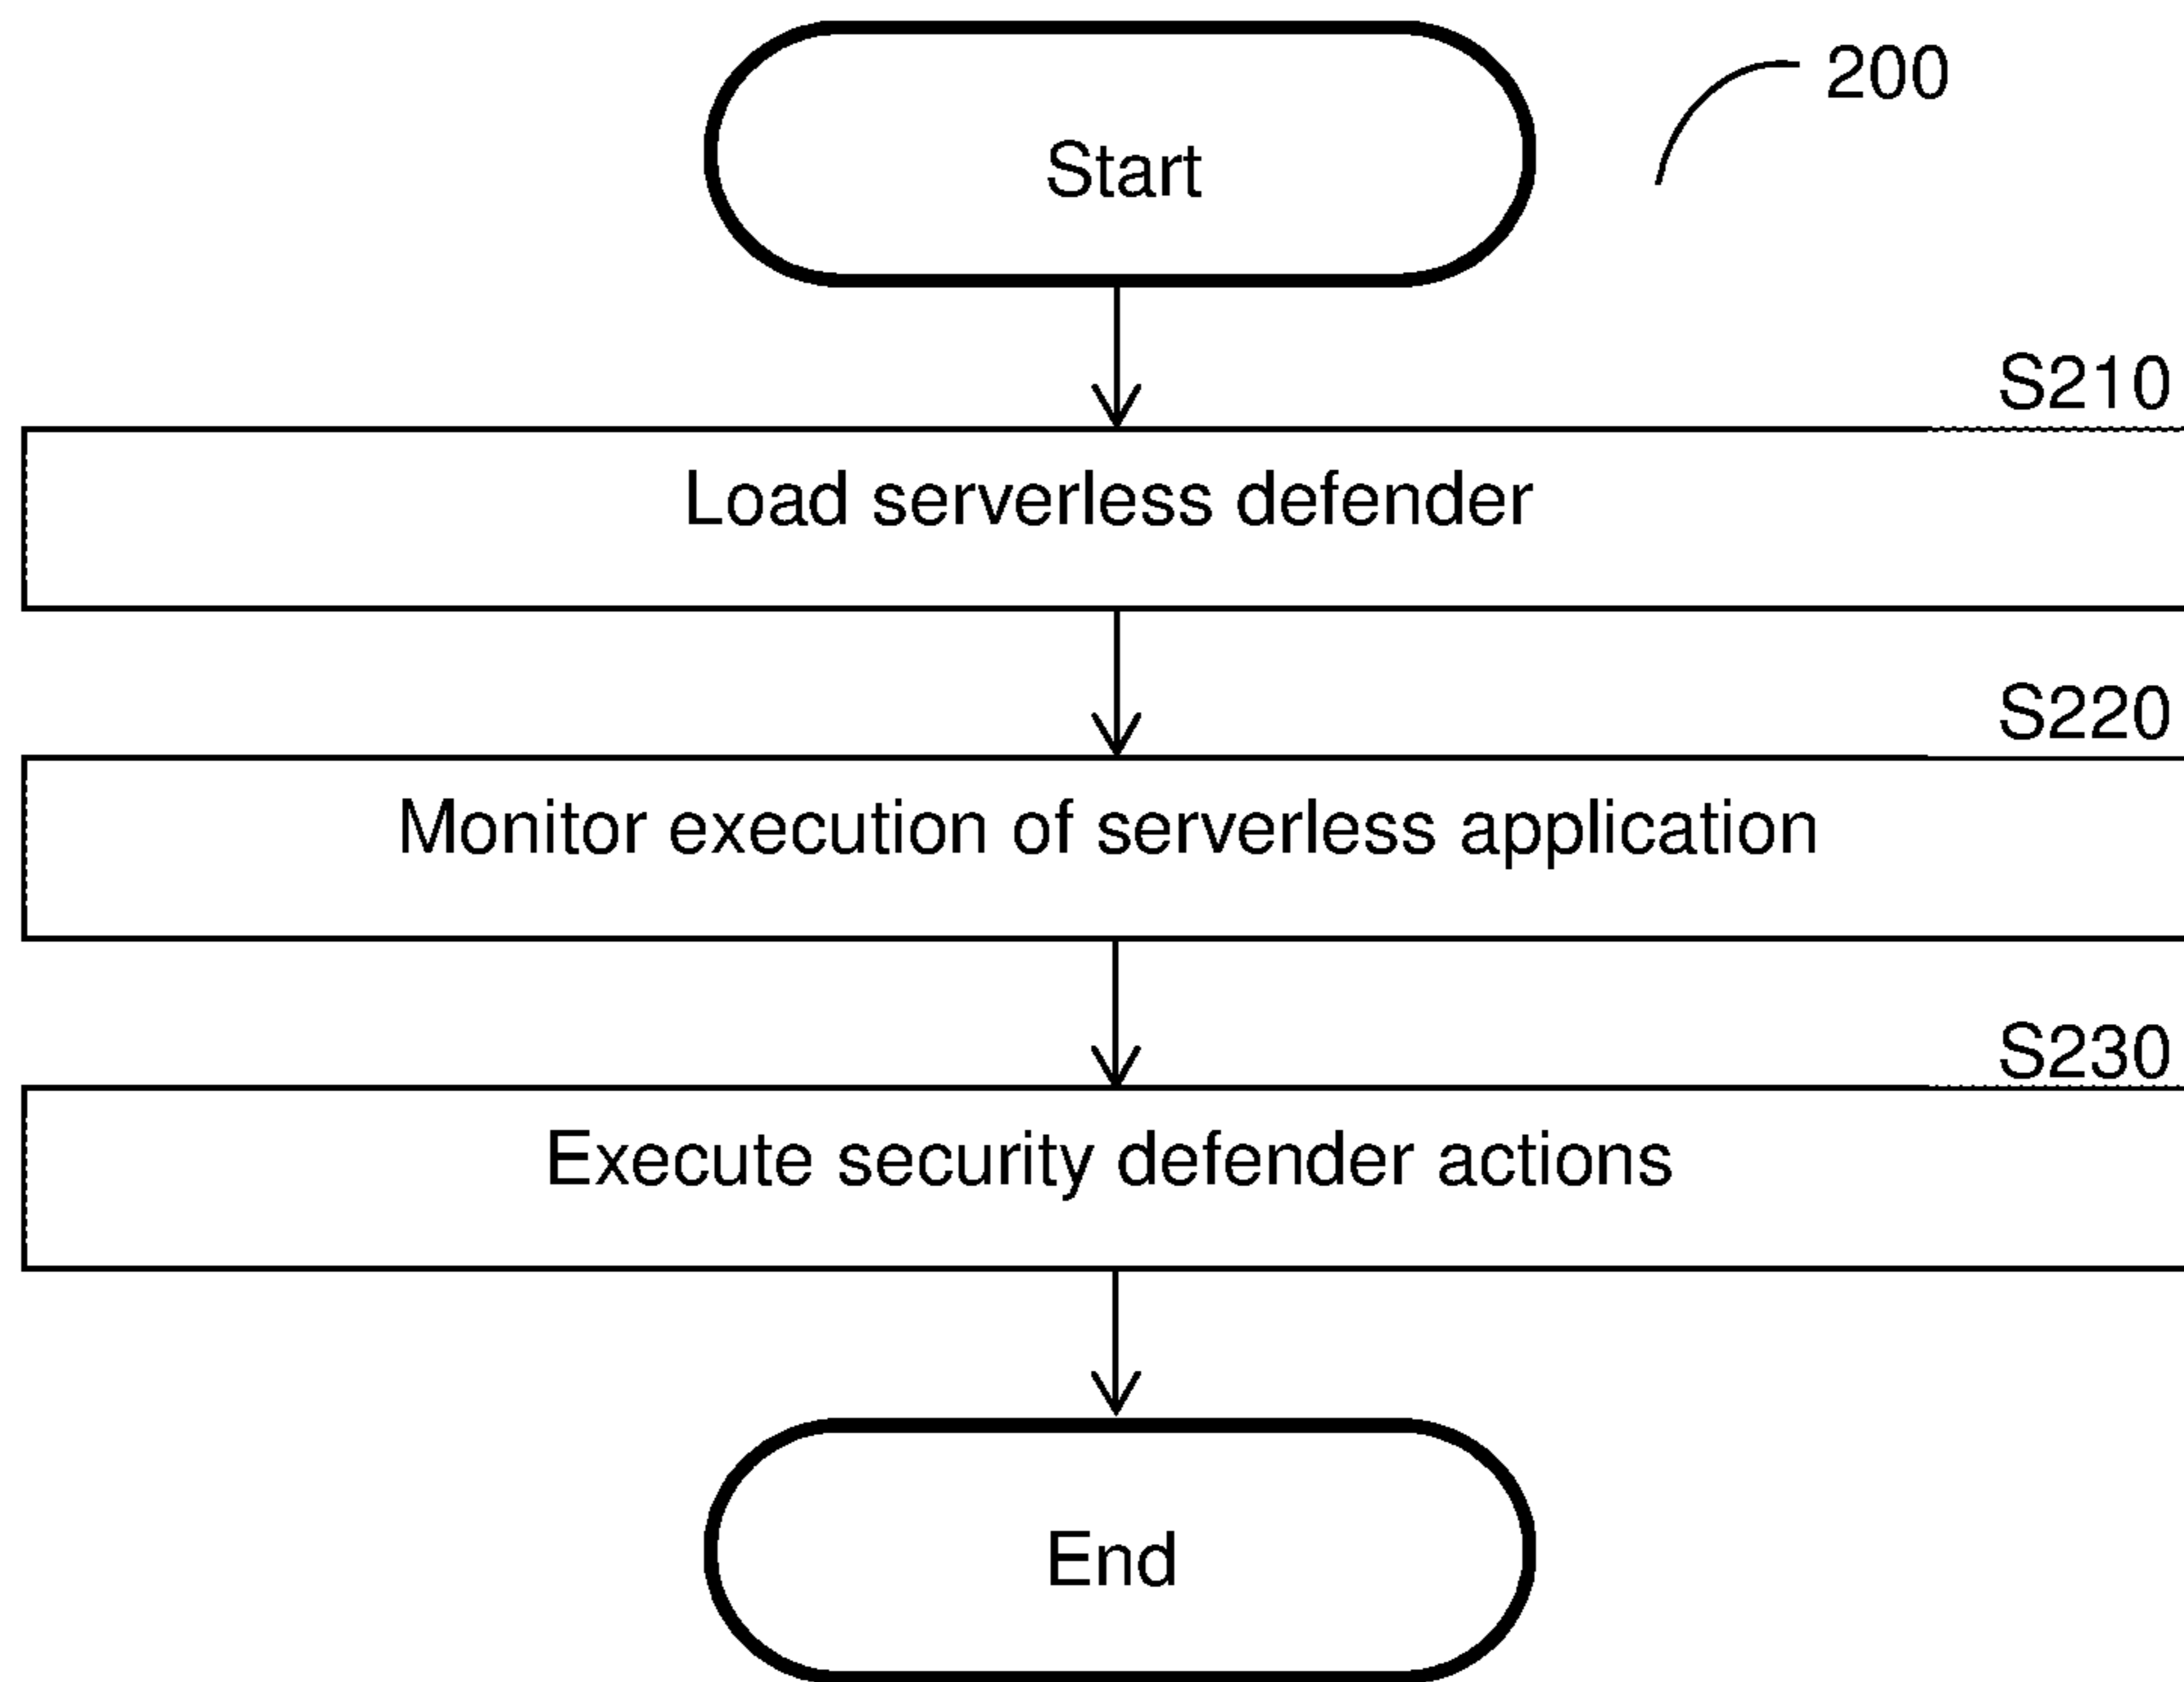 Start
200
S210
Load serverless defender
S220
Monitor execution of serverless application
S230
Execute security defender actions
End